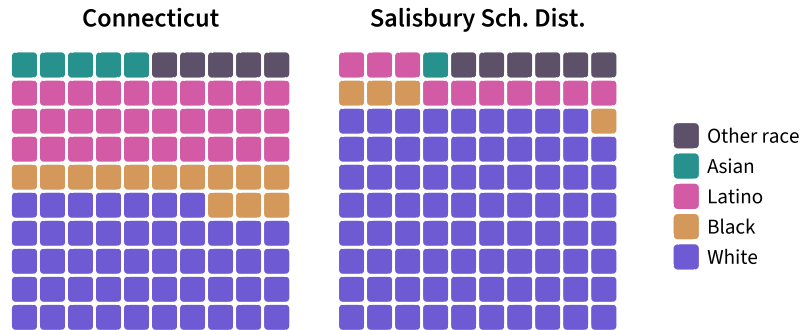 Connecticut
Salisbury Sch. Dist.
Other race
Asian
Latino
Black
White